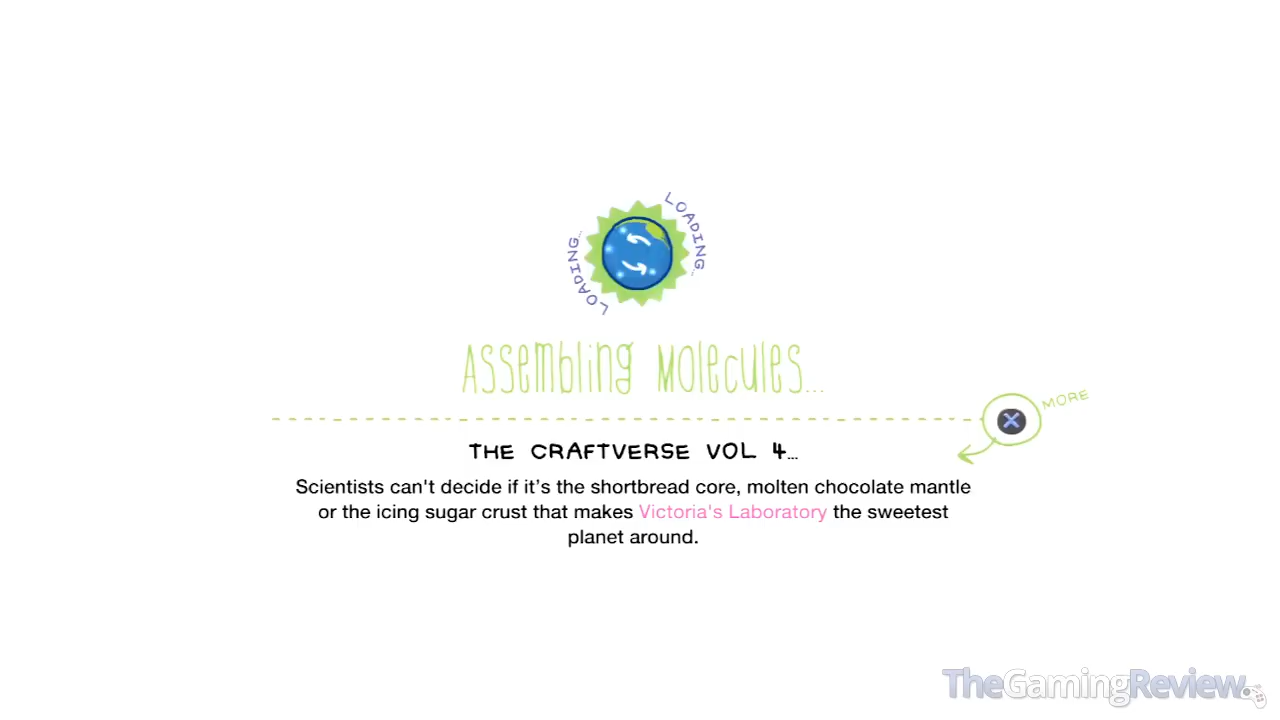 LOADING...
LOADING...
Assembling Molecules...
MORE
THE CRAFTVERSE VOL 4...
Scientists can't decide if it’s the shortbread core, molten chocolate mantle
or the icing sugar crust that makes Victoria's Laboratory the sweetest
planet around.
TheGamingReview